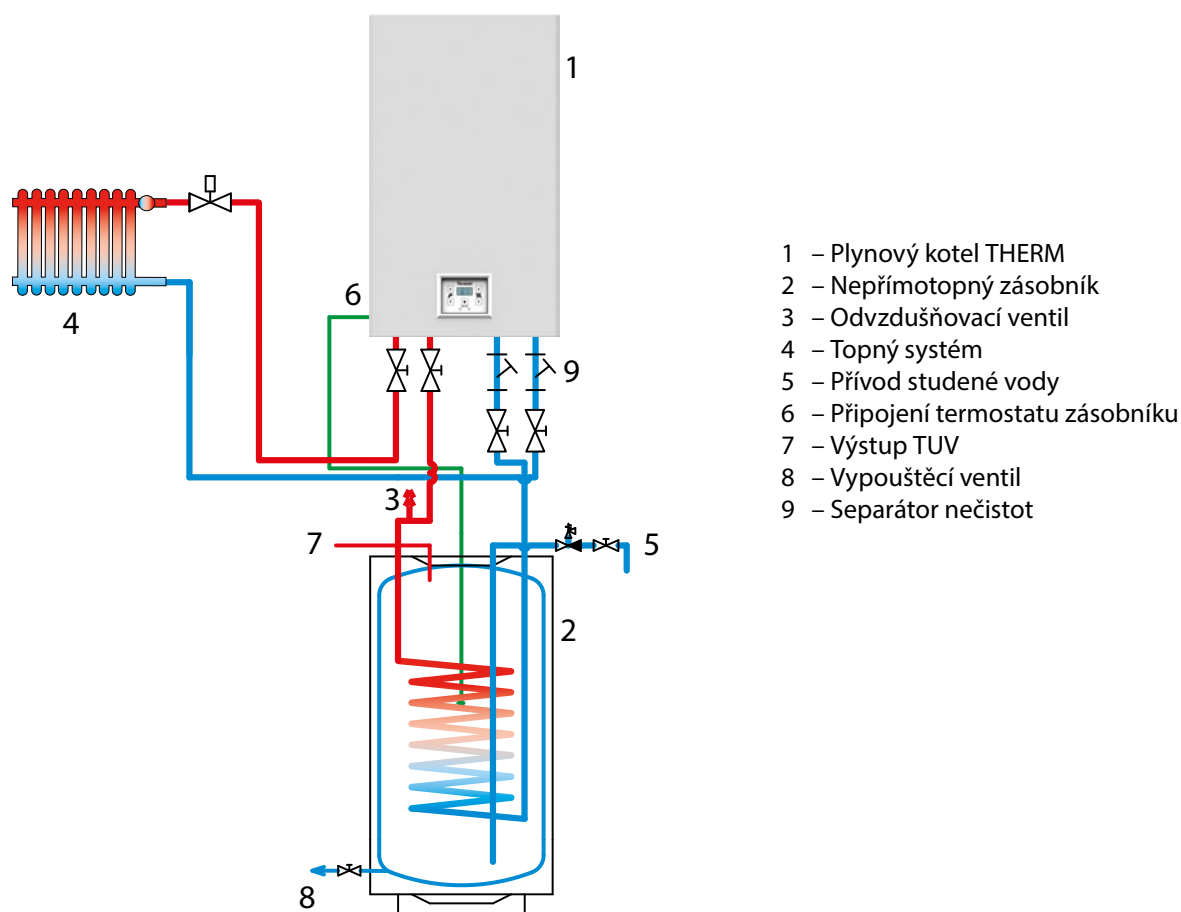 1
6
4
9
3
7
5
2
8
1 – Plynový kotel THERM
2 – Nepřímotopný zásobník
3 – Odvzdušňovací ventil
4 – Topný systém
5 – Přívod studené vody
6 – Připojení termostatu zásobníku
7 – Výstup TUV
8 – Vypouštěcí ventil
9 – Separátor nečistot